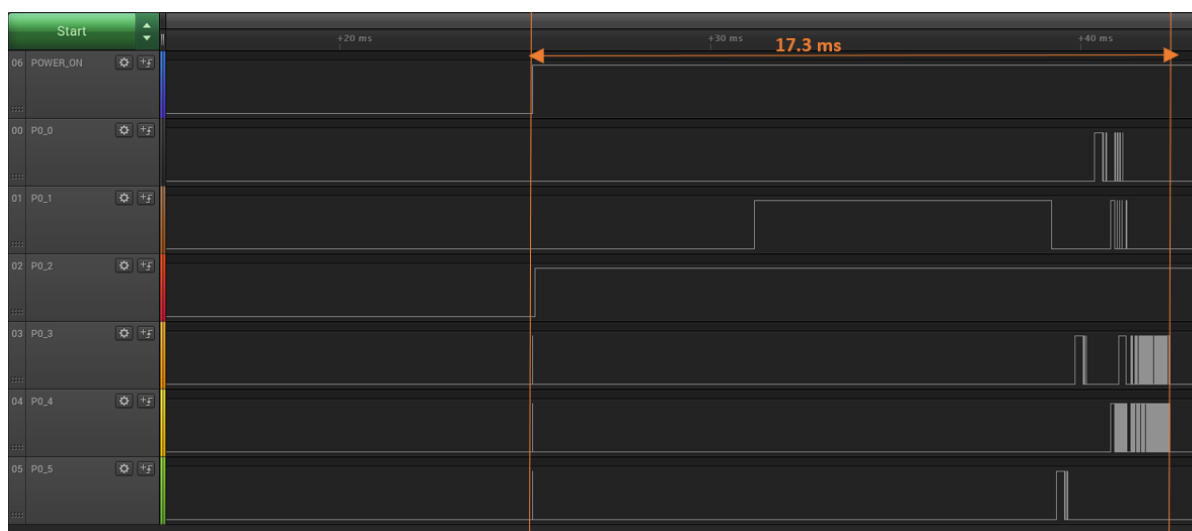 Start
+20 ms
+30 ms
+40 ms
17.3 ms
06 POWER_ON
00 P0_0
01 P0_1
02 P0_2
03 P0_3
04 P0_4
05 P0_5